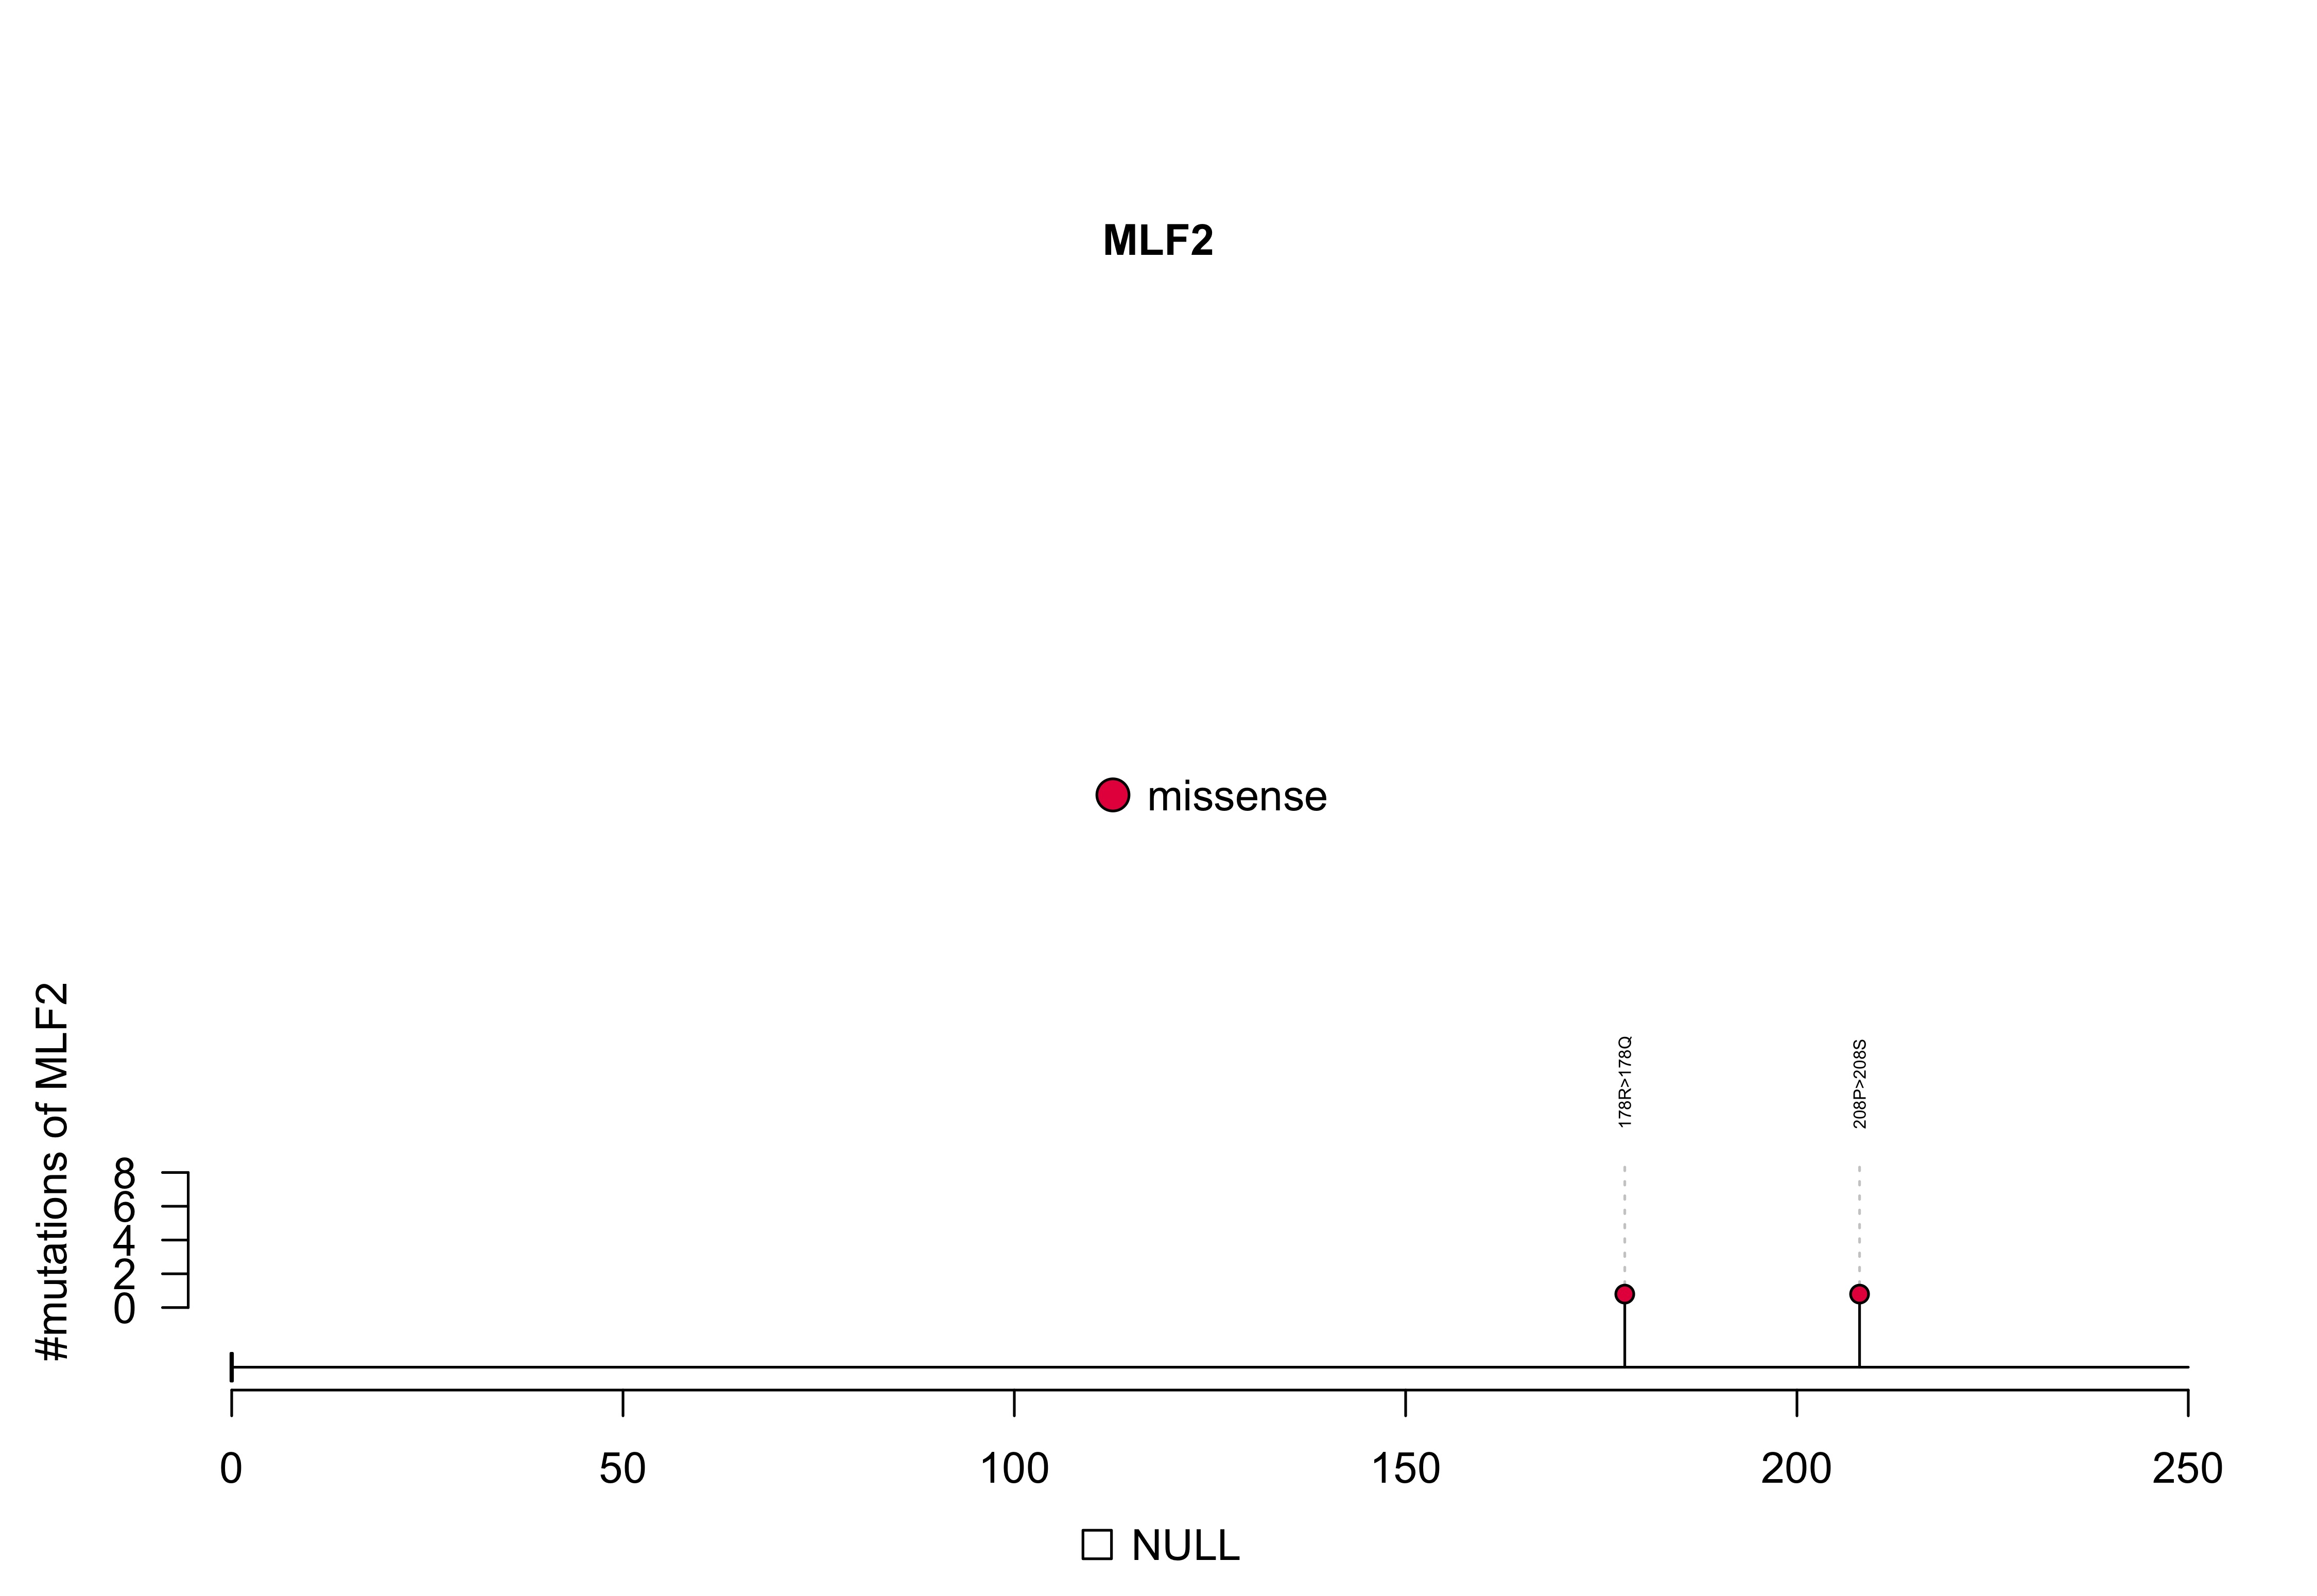 MLF2
missense
#mutations of MLF2
178R>178Q
208P>208S
8
6
4
2
0
0 50 100 150 200 250
NULL